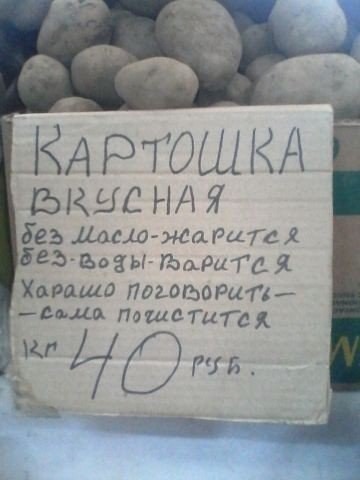 КАРТОШКА
ВКУСНАЯ
без Масло-жарится
без-воды-варится
Харашо поговорить-
-сама почистится
кг 40 руб.